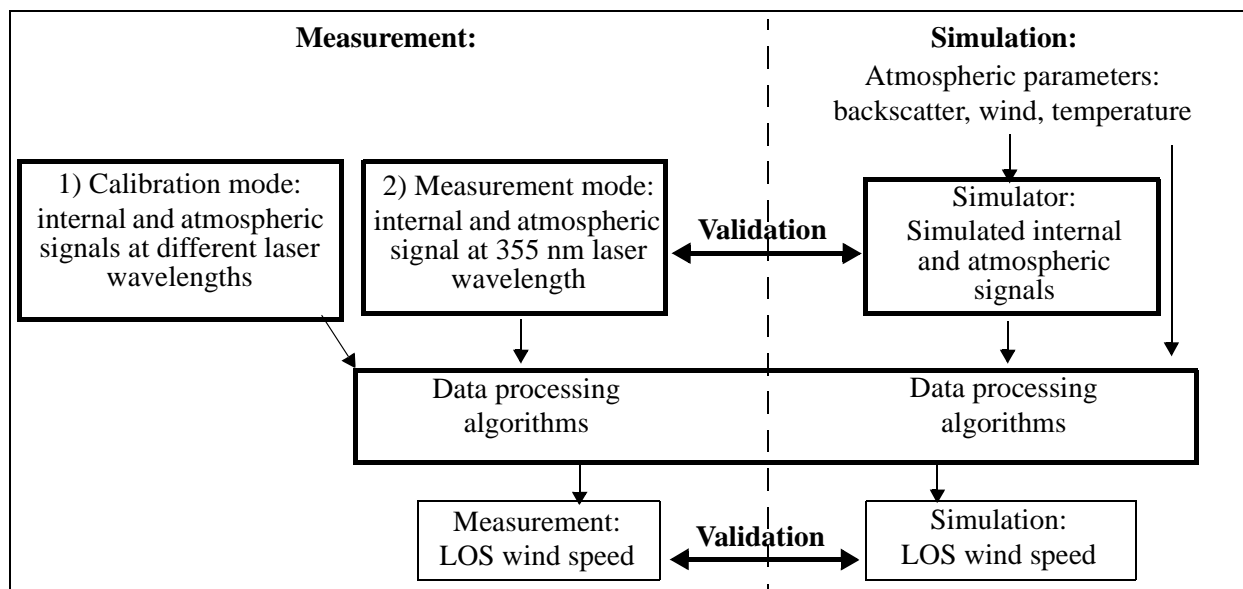 Measurement:
Simulation:
Atmospheric parameters:
backscatter, wind, temperature
1) Calibration mode:
internal and atmospheric
signals at different laser
wavelengths
2) Measurement mode:
internal and atmospheric
signal at 355 nm laser
wavelength
Validation
Simulator:
Simulated internal
and atmospheric
signals
Data processing
algorithms
Data processing
algorithms
Measurement:
LOS wind speed
Validation
Simulation:
LOS wind speed